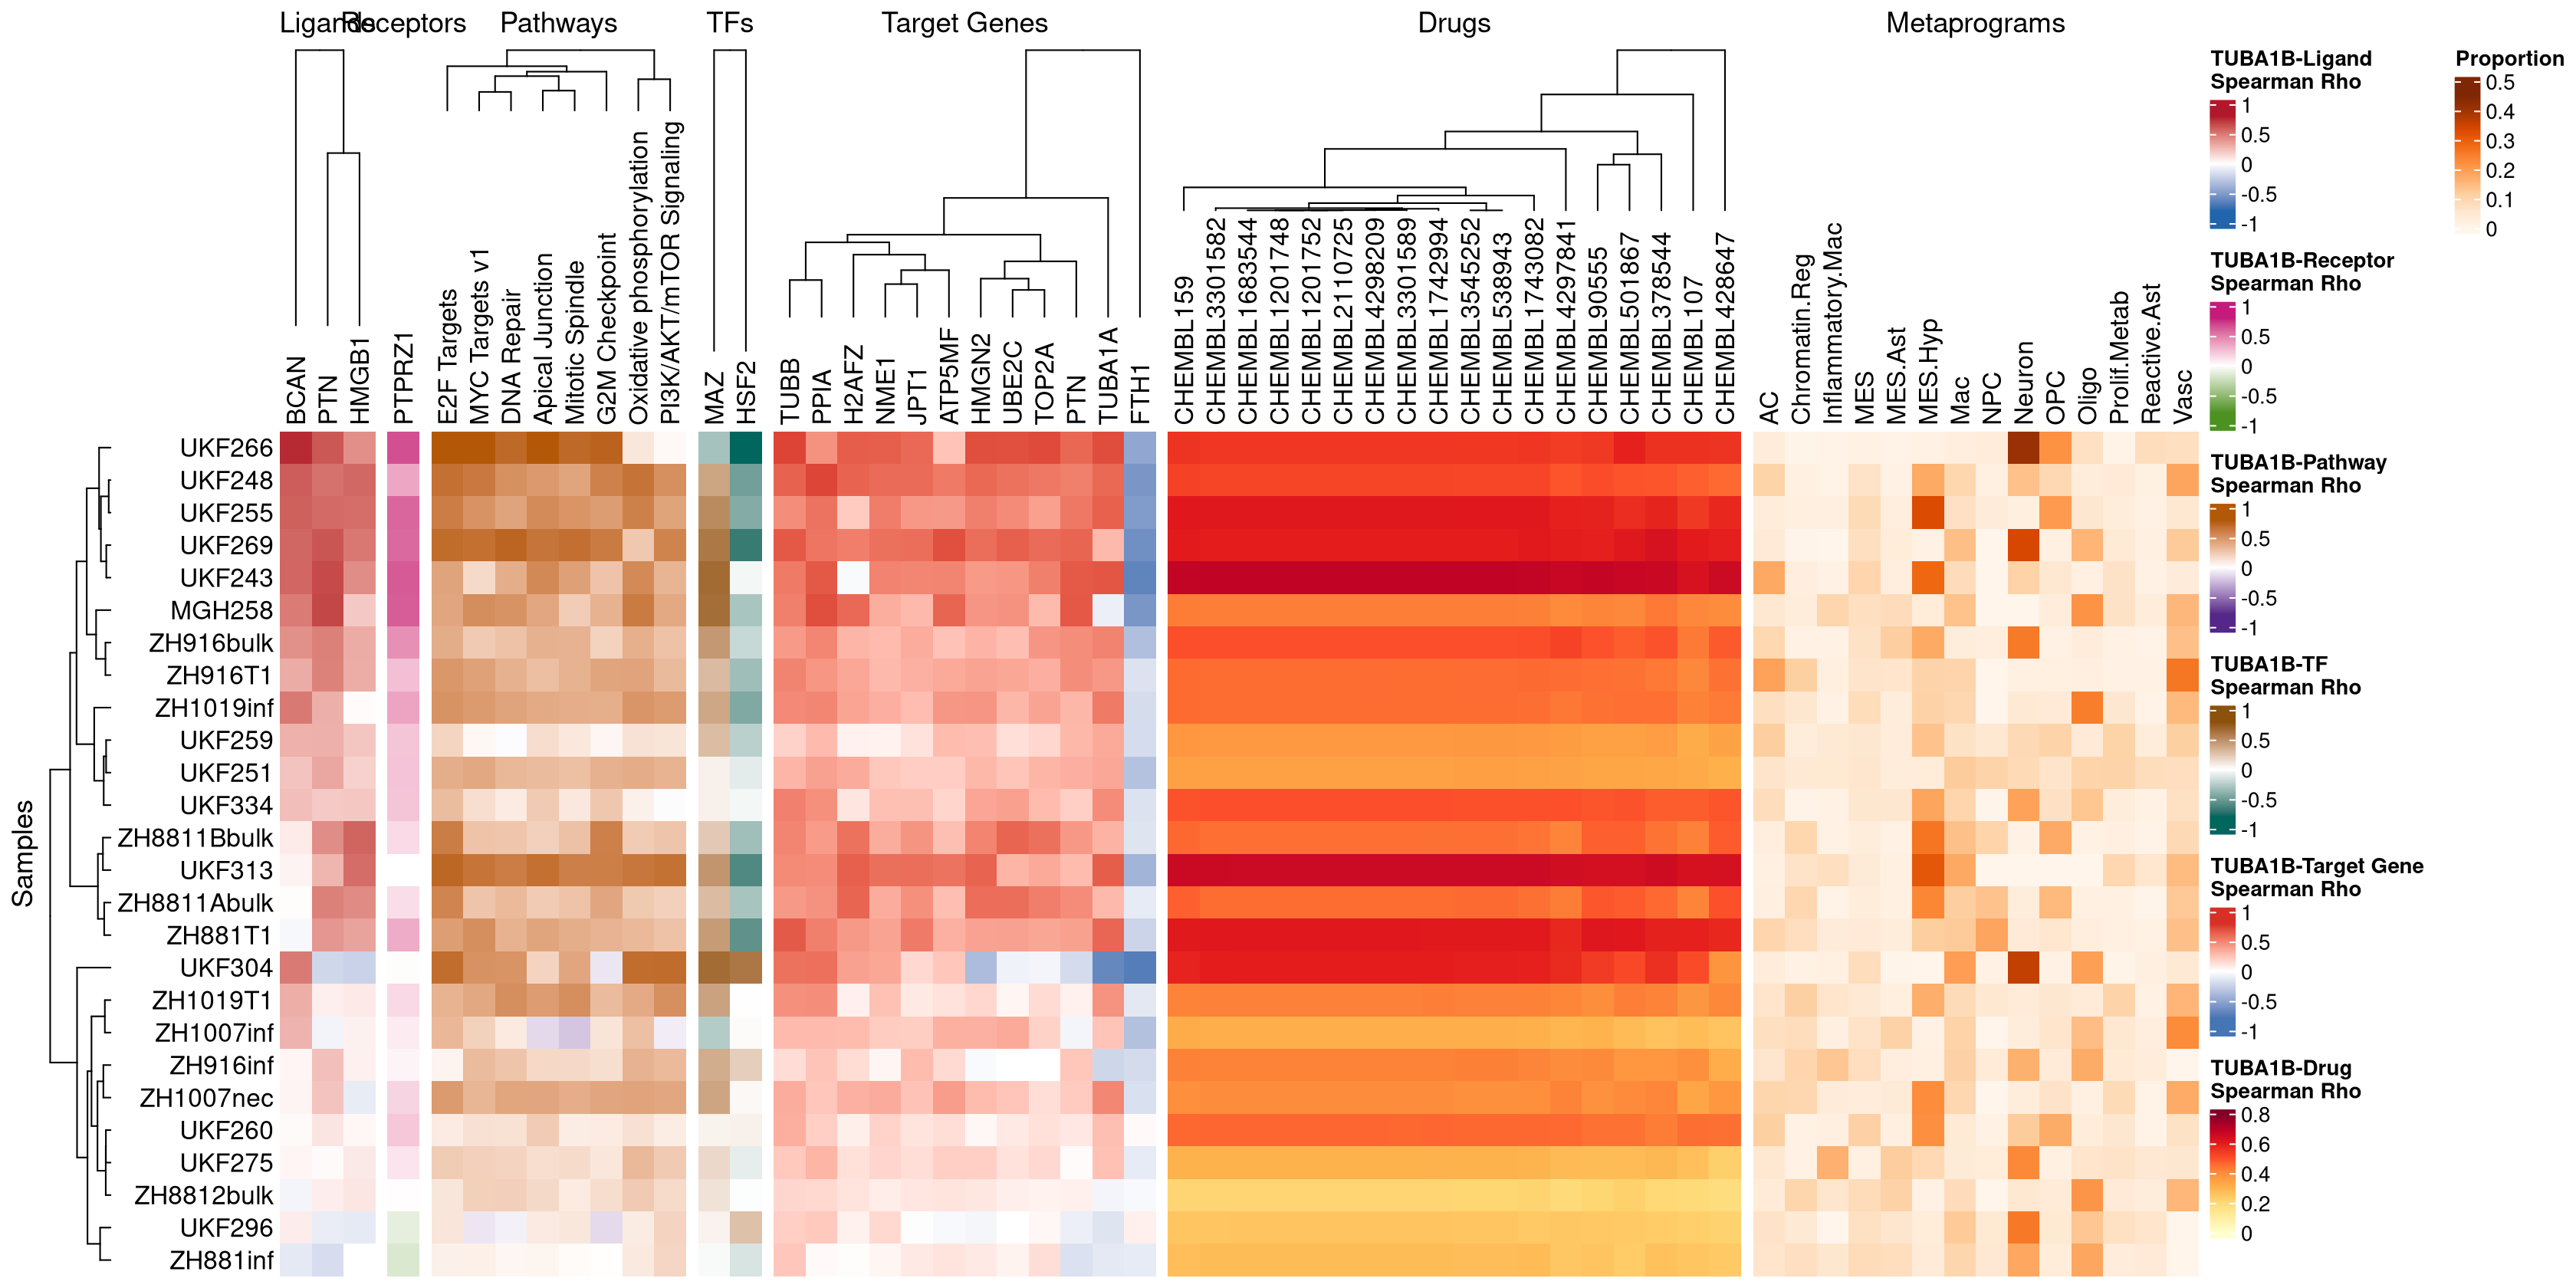 Ligands
Receptors
Pathways
TFs
Target Genes
Drugs
Metaprograms
BCAN
PTN
HMGB1
PTPRZ1
E2F Targets
MYC Targets v1
DNA Repair
Apical Junction
Mitotic Spindle
G2M Checkpoint
Oxidative phosphorylation
PI3K/AKT/mTOR Signaling
MAZ
HSF2
TUBB
PPIA
H2AFZ
NME1
JPT1
ATP5MF
HMGN2
UBE2C
TOP2A
PTN
TUBA1A
FTH1
CHEMBL159
CHEMBL3301582
CHEMBL1683544
CHEMBL1201748
CHEMBL1201752
CHEMBL2110725
CHEMBL4298209
CHEMBL3301589
CHEMBL1742994
CHEMBL3545252
CHEMBL538943
CHEMBL1743082
CHEMBL4297841
CHEMBL90555
CHEMBL501867
CHEMBL378544
CHEMBL107
CHEMBL428647
AC
Chromatin.Reg
Inflammatory.Mac
MES
MES.Ast
MES.Hyp
Mac
NPC
Neuron
OPC
Oligo
Prolif.Metab
Reactive.Ast
Vasc
Samples
UKF266
UKF248
UKF255
UKF269
UKF243
MGH258
ZH916bulk
ZH916T1
ZH1019inf
UKF259
UKF251
UKF334
ZH8811Bbulk
UKF313
ZH8811Abulk
ZH881T1
UKF304
ZH1019T1
ZH1007inf
ZH916inf
ZH1007nec
UKF260
UKF275
ZH8812bulk
UKF296
ZH881inf
TUBA1B-Ligand
Spearman Rho
1
0.5
0
-0.5
-1
TUBA1B-Receptor
Spearman Rho
1
0.5
0
-0.5
-1
TUBA1B-Pathway
Spearman Rho
1
0.5
0
-0.5
-1
TUBA1B-TF
Spearman Rho
1
0.5
0
-0.5
-1
TUBA1B-Target Gene
Spearman Rho
1
0.5
0
-0.5
-1
TUBA1B-Drug
Spearman Rho
0.8
0.6
0.4
0.2
0
Proportion
0.5
0.4
0.3
0.2
0.1
0